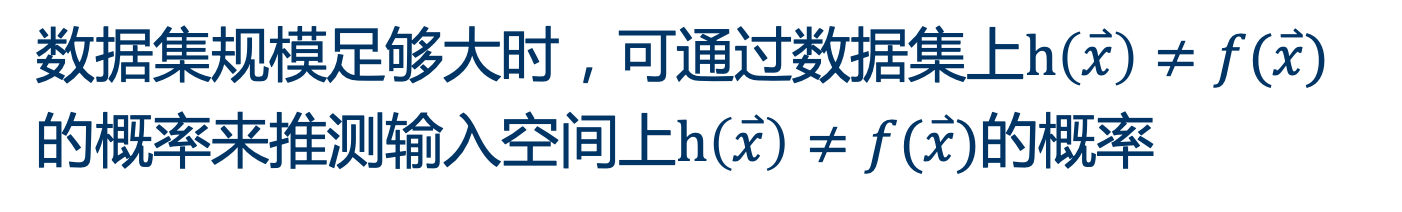 数据集规模足够大时，可通过数据集上h(x⃗) ≠ f(x⃗)
的概率来推测输入空间上h(x⃗) ≠ f(x⃗)的概率